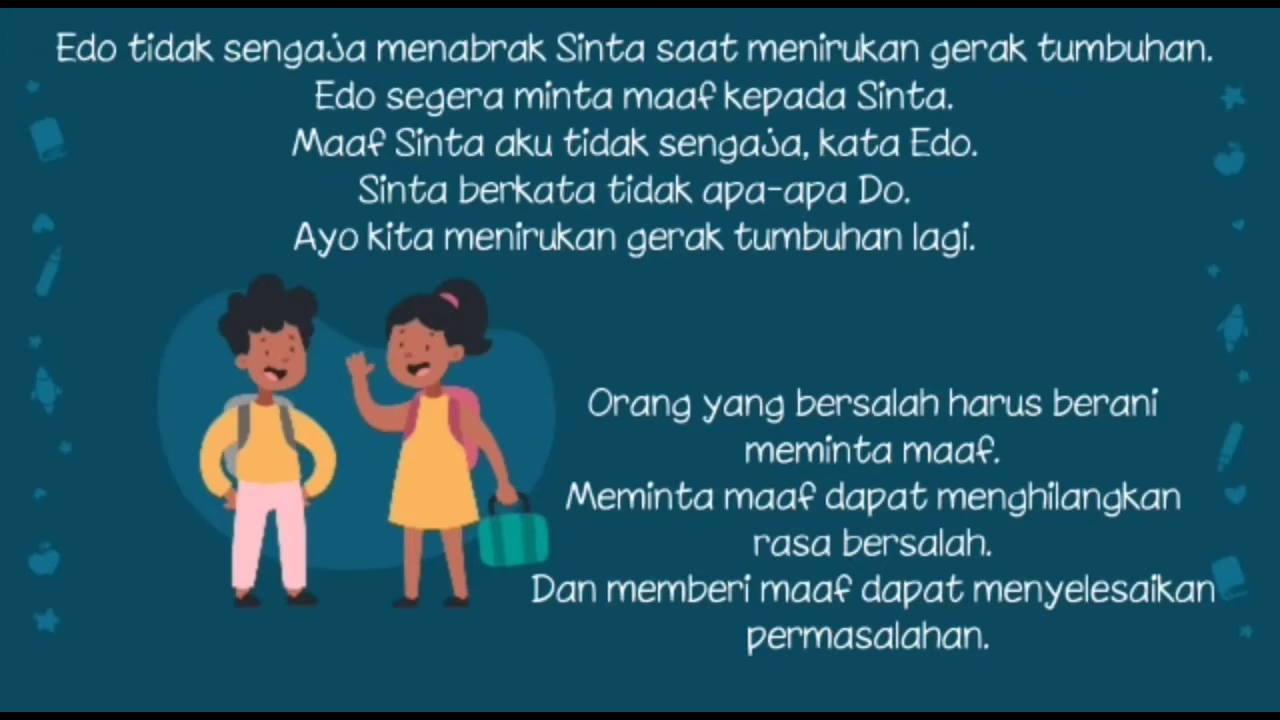 Edo tidak sengaja menabrak Sinta saat menirukan gerak tumbuhan.
Edo segera minta maaf kepada Sinta.
Maaf Sinta aku tidak sengaja, kata Edo.
Sinta berkata tidak apa-apa Do.
Ayo kita menirukan gerak tumbuhan lagi.
Orang yang bersalah harus berani
meminta maaf.
Meminta maaf dapat menghilangkan
rasa bersalah.
Dan memberi maaf dapat menyelesaikan
permasalahan.